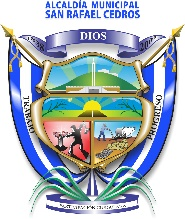 ALCALDÍA MUNICIPAL
SAN RAFAEL CEDROS
DIOS
TRABAJO
PROGRESO